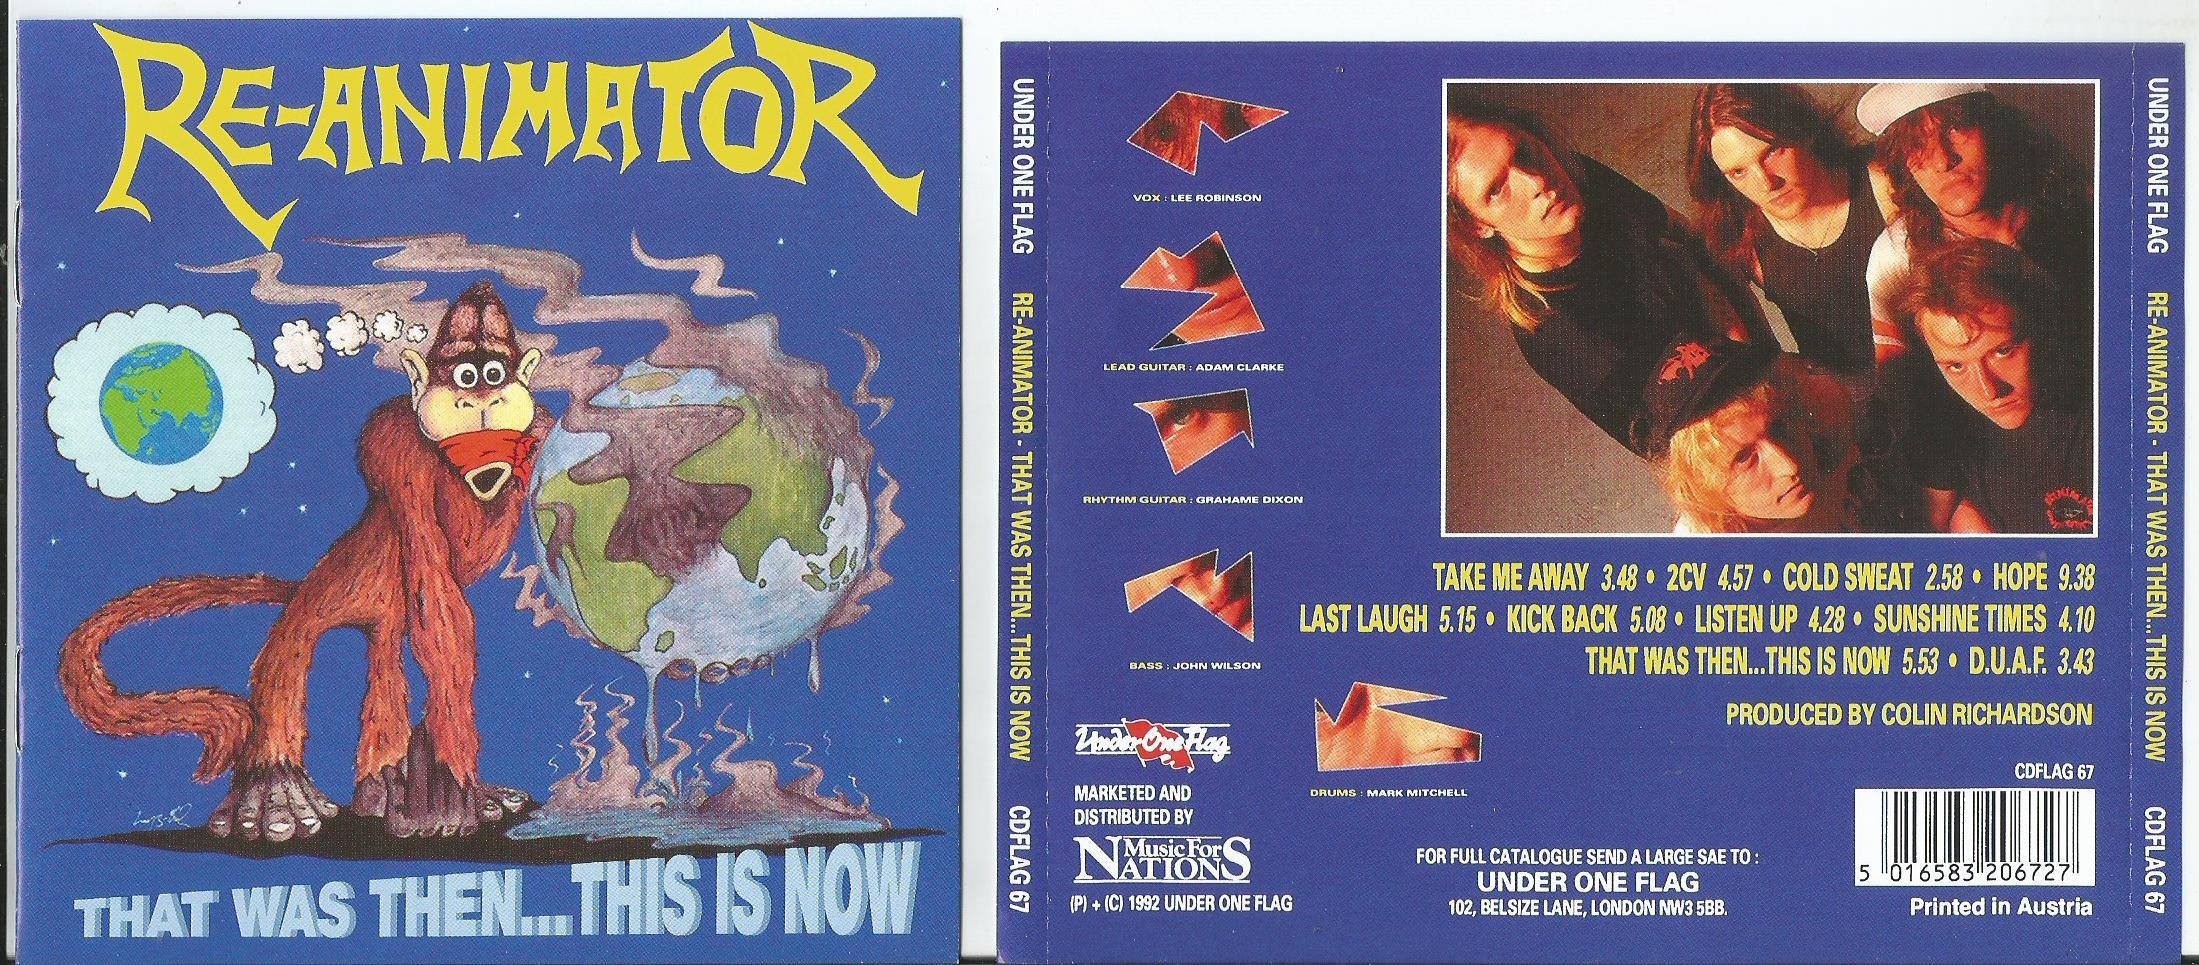 RE-ANIMATOR
THAT WAS THEN...THIS IS NOW
UNDER ONE FLAG RE-ANIMATOR - THAT WAS THEN...THIS IS NOW CDFLAG 67
VOX : LEE ROBINSON
LEAD GUITAR : ADAM CLARKE
RHYTHM GUITAR : GRAHAME DIXON
BASS : JOHN WILSON
DRUMS : MARK MITCHELL
TAKE ME AWAY 3.48 • 2CV 4.57 • COLD SWEAT 2.58 • HOPE 9.38
LAST LAUGH 5.15 • KICK BACK 5.08 • LISTEN UP 4.28 • SUNSHINE TIMES 4.10
THAT WAS THEN...THIS IS NOW 5.53 • D.U.A.F. 3.43
PRODUCED BY COLIN RICHARDSON
CDFLAG 67
5 016583 206727
Printed in Austria
Under One Flag
MARKETED AND
DISTRIBUTED BY
Music For
NATIONS
(P) + (C) 1992 UNDER ONE FLAG
FOR FULL CATALOGUE SEND A LARGE SAE TO :
UNDER ONE FLAG
102, BELSIZE LANE, LONDON NW3 5BB.
UNDER ONE FLAG RE-ANIMATOR - THAT WAS THEN...THIS IS NOW CDFLAG 67